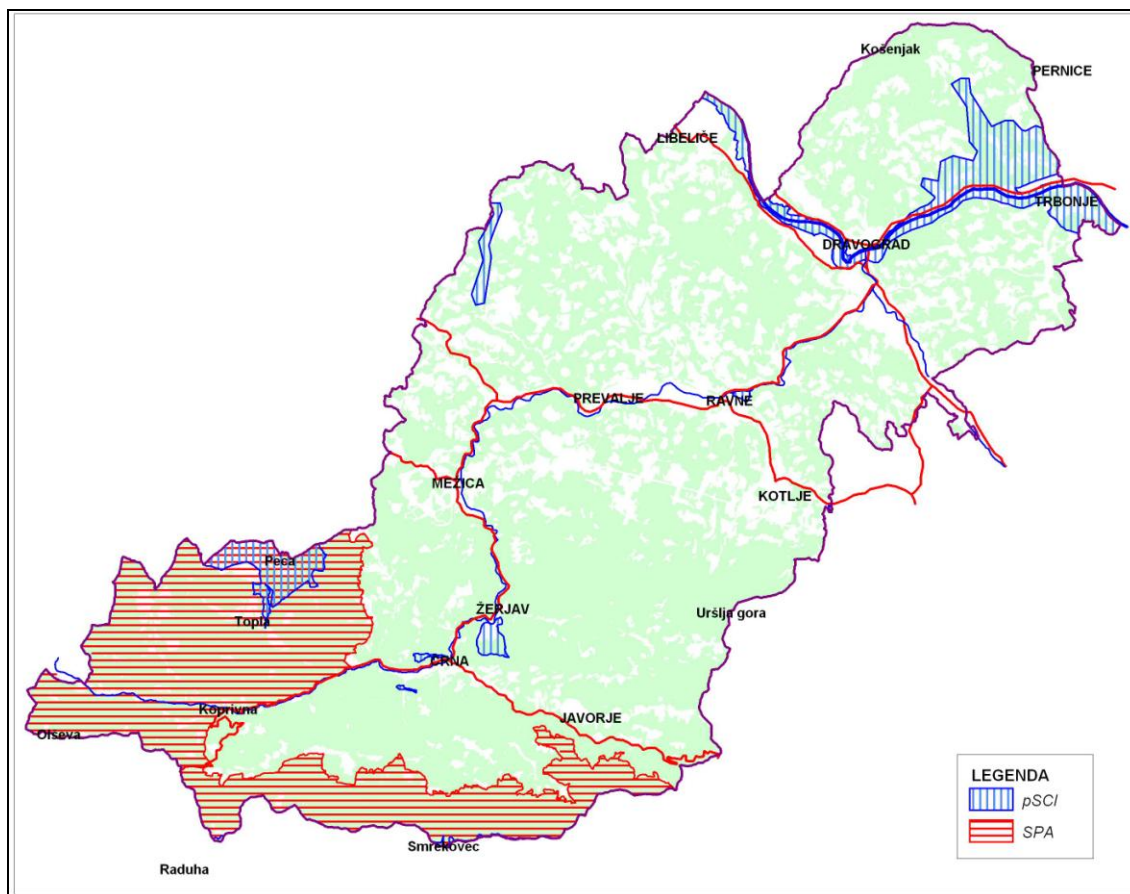 Košenjak
PERNICE
LIBELIČE
TRBONJE
DRAVOGRAD
PREVALJE
RAVNE
MEŽICA
KOTLJE
Peca
ŽERJAV
Uršlja gora
Topla
ČRNA
Koprivna
JAVORJE
Olševa
LEGENDA
pSCI
SPA
Smrekovec
Raduha